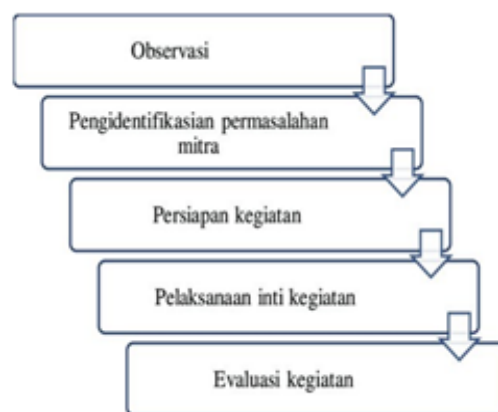 Observasi
Pengidentifikasian permasalahan
mitra
Persiapan kegiatan
Pelaksanaan inti kegiatan
Evaluasi kegiatan